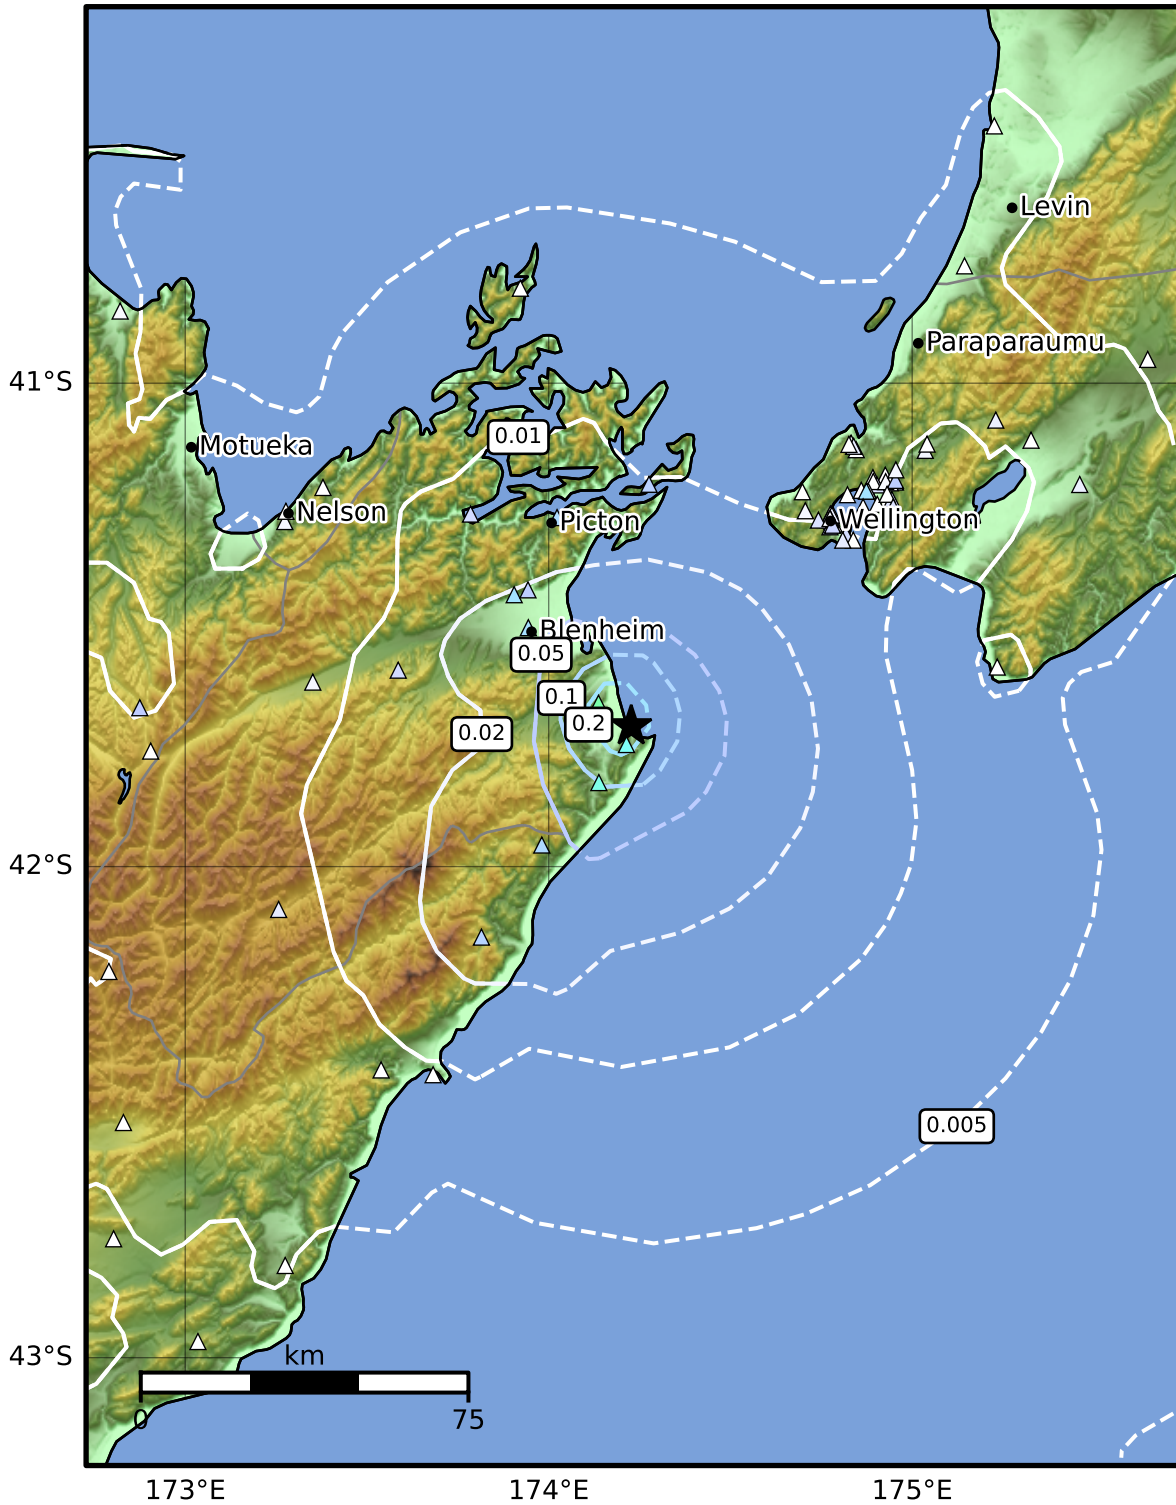 Levin
Paraparaumu
41°S
0.01
Motueka
Nelson
Picton
Wellington
Blenheim
0.05
0.1
0.2
0.02
42°S
0.005
43°S
km
0
75
173°E
174°E
175°E